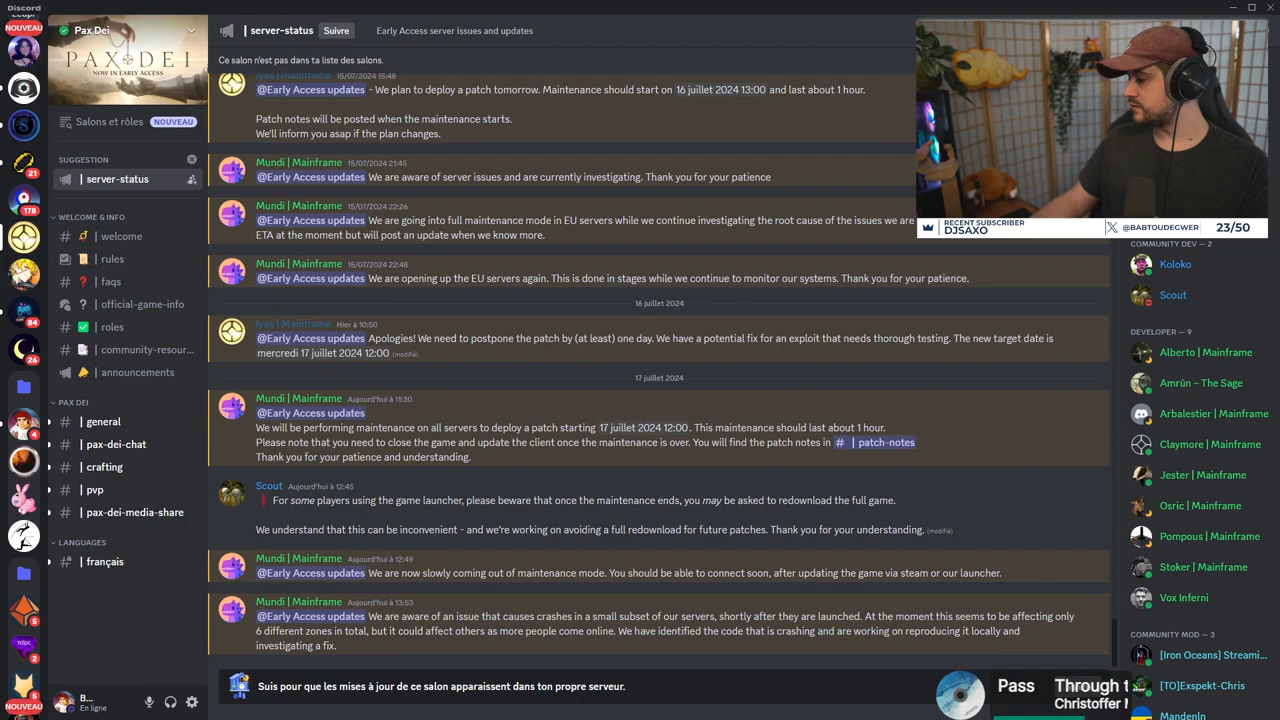 Discord
NOUVEAU
Pax Dei
PAX DEI
NOW IN EARLY ACCESS
Salons et rôles NOUVEAU
SUGGESTION
| server-status
WELCOME & INFO
| welcome
| rules
| faqs
| official-game-info
| roles
| community-resour...
| announcements
PAX DEI
| general
| pax-dei-chat
| crafting
| pvp
| pax-dei-media-share
LANGUAGES
| français
B...
En ligne
21
178
84
26
4
6
2
5
NOUVEAU
| server-status Suivre Early Access server issues and updates
Ce salon n'est pas dans ta liste des salons.
Iyas | Mainframe 15/07/2024 15:48
@Early Access updates - We plan to deploy a patch tomorrow. Maintenance should start on 16 juillet 2024 13:00 and last about 1 hour.
Patch notes will be posted when the maintenance starts.
We'll inform you asap if the plan changes.
Mundi | Mainframe 15/07/2024 21:45
@Early Access updates We are aware of server issues and are currently investigating. Thank you for your patience
Mundi | Mainframe 15/07/2024 22:26
@Early Access updates We are going into full maintenance mode in EU servers while we continue investigating the root cause of the issues we are
ETA at the moment but will post an update when we know more.
Mundi | Mainframe 15/07/2024 22:48
@Early Access updates We are opening up the EU servers again. This is done in stages while we continue to monitor our systems. Thank you for your patience.
16 juillet 2024
Iyas | Mainframe Hier à 10:50
@Early Access updates Apologies! We need to postpone the patch by (at least) one day. We have a potential fix for an exploit that needs thorough testing. The new target date is
mercredi 17 juillet 2024 12:00 (modifié)
17 juillet 2024
Mundi | Mainframe Aujourd'hui à 11:30
@Early Access updates
We will be performing maintenance on all servers to deploy a patch starting 17 juillet 2024 12:00. This maintenance should last about 1 hour.
Please note that you need to close the game and update the client once the maintenance is over. You will find the patch notes in # | patch-notes
Thank you for your patience and understanding.
Scout Aujourd'hui à 12:45
❗ For some players using the game launcher, please beware that once the maintenance ends, you may be asked to redownload the full game.
We understand that this can be inconvenient - and we're working on avoiding a full redownload for future patches. Thank you for your understanding. (modifié)
Mundi | Mainframe Aujourd'hui à 12:49
@Early Access updates We are now slowly coming out of maintenance mode. You should be able to connect soon, after updating the game via steam or our launcher.
Mundi | Mainframe Aujourd'hui à 13:53
@Early Access updates We are aware of an issue that causes crashes in a small subset of our servers, shortly after they are launched. At the moment this seems to be affecting only
6 different zones in total, but it could affect others as more people come online. We have identified the code that is crashing and are working on reproducing it locally and
investigating a fix.
Suis pour que les mises à jour de ce salon apparaissent dans ton propre serveur.
RECENT SUBSCRIBER
DJSAXO
@BABTOUDEGWER
23/50
COMMUNITY DEV — 2
Koloko
Scout
DEVELOPER — 9
Alberto | Mainframe
Amrûn – The Sage
Arbalestier | Mainframe
Claymore | Mainframe
Jester | Mainframe
Osric | Mainframe
Pompous | Mainframe
Stoker | Mainframe
Vox Inferni
COMMUNITY MOD — 3
[Iron Oceans] Streami...
[TO]Exspekt-Chris
Mandenln
Pass Through t
Christoffer